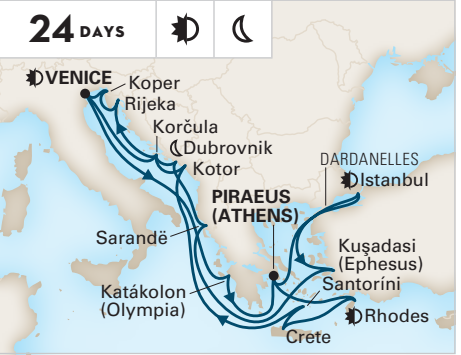 24 DAYS
VENICE
Koper
Rijeka
Korčula
Dubrovnik
Kotor
DARDANELLES
Istanbul
PIRAEUS
(ATHENS)
Sarandë
Kuşadasi
(Ephesus)
Santoríni
Katákolon
(Olympia)
Rhodes
Crete